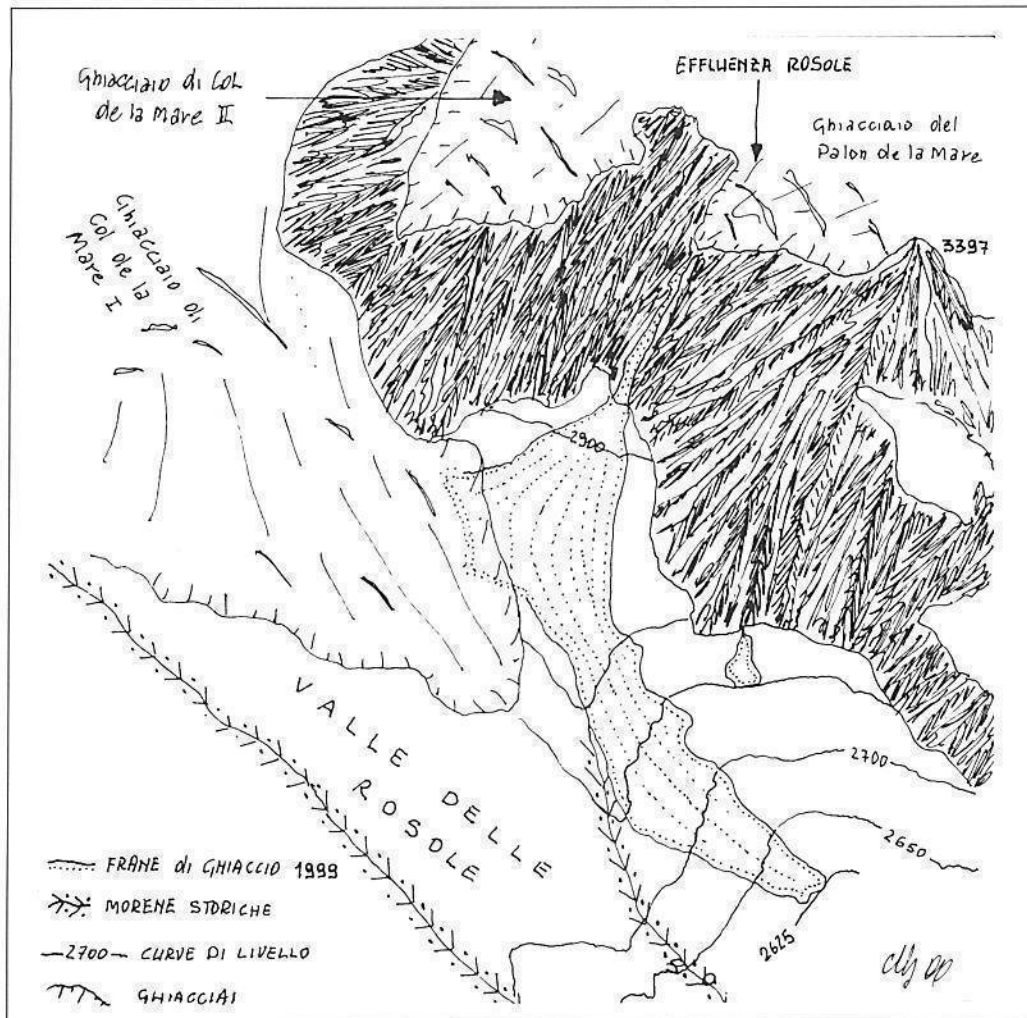 Ghiacciaio di COL
de la Mare II
EFFLUENZA ROSOLE
Ghiacciaio del
Palon de la Mare
3397
Ghiacciaio di
Col de la
Mare I
2900
VALLE DELLE
ROSOLE
2700
2650
2625
FRANE di GHIACCIO 1999
MORENE STORICHE
2700 CURVE DI LIVELLO
GHIACCIAI